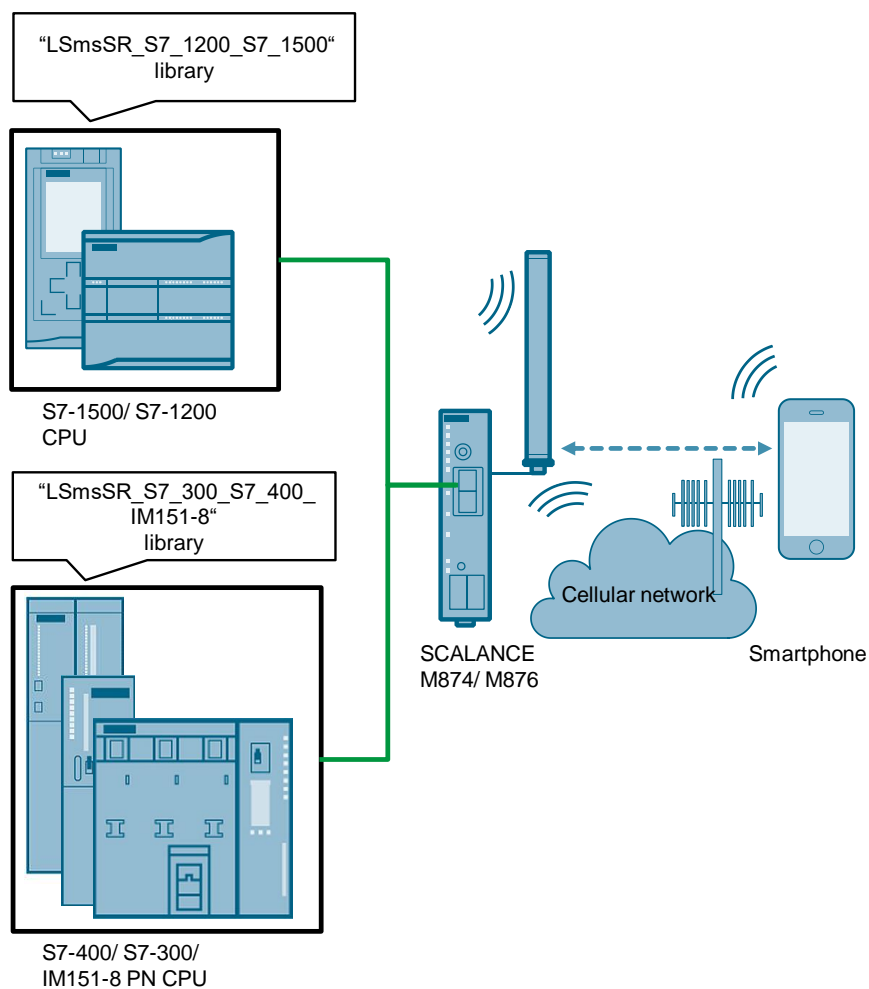 “LSmsSR_S7_1200_S7_1500“
library
S7-1500/ S7-1200
CPU
“LSmsSR_S7_300_S7_400_
IM151-8“
library
S7-400/ S7-300/
IM151-8 PN CPU
SCALANCE
M874/ M876
Cellular network
Smartphone